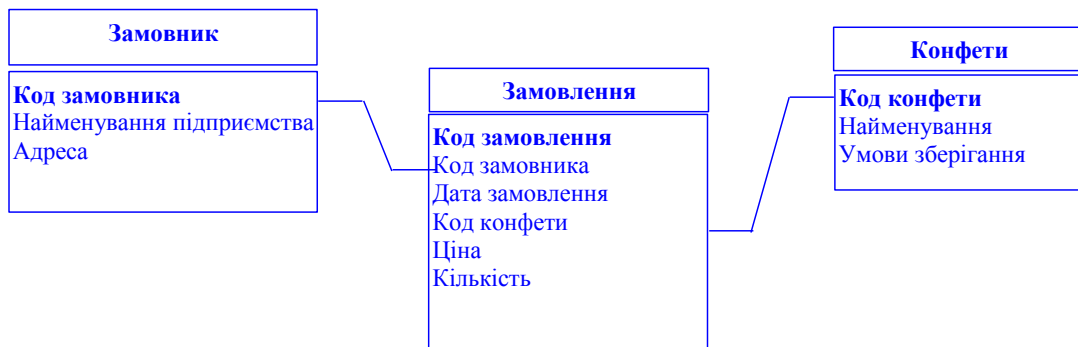 Замовник
Код замовника
Найменування підприємства
Адреса
Замовлення
Код замовлення
Код замовника
Дата замовлення
Код конфети
Ціна
Кількість
Конфети
Код конфети
Найменування
Умови зберігання